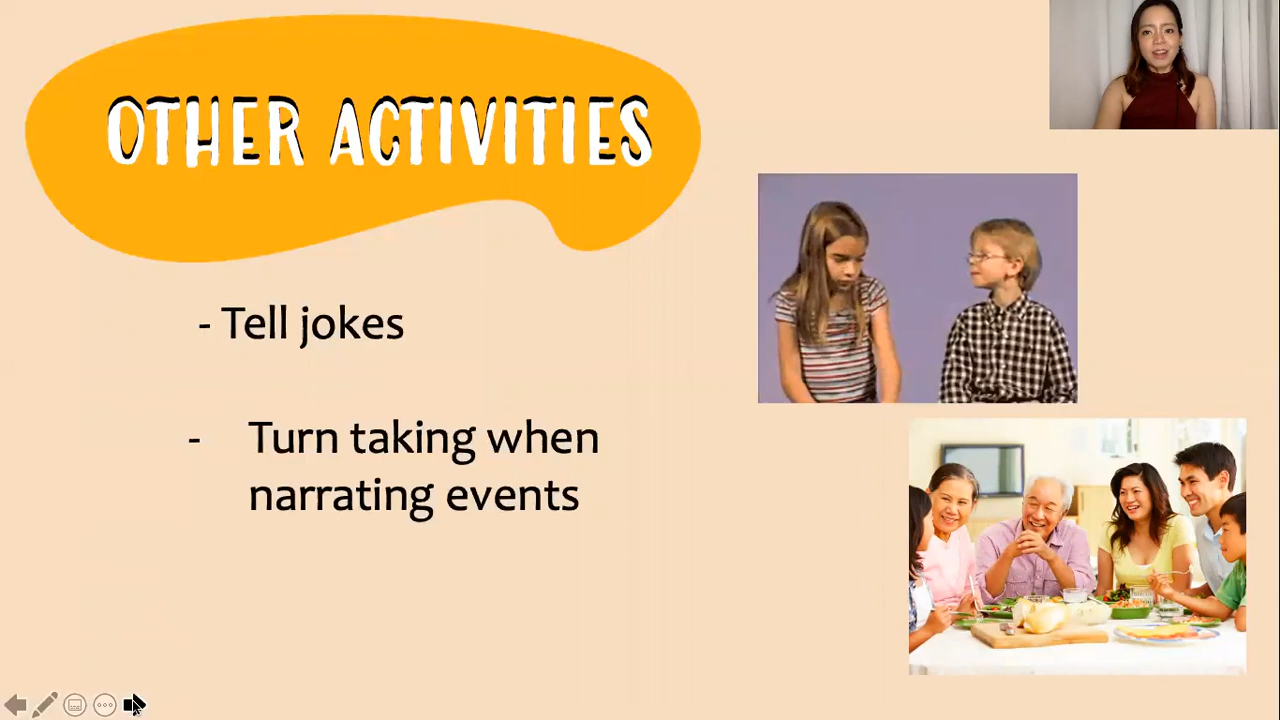 OTHER ACTIVITIES
- Tell jokes
- Turn taking when
narrating events